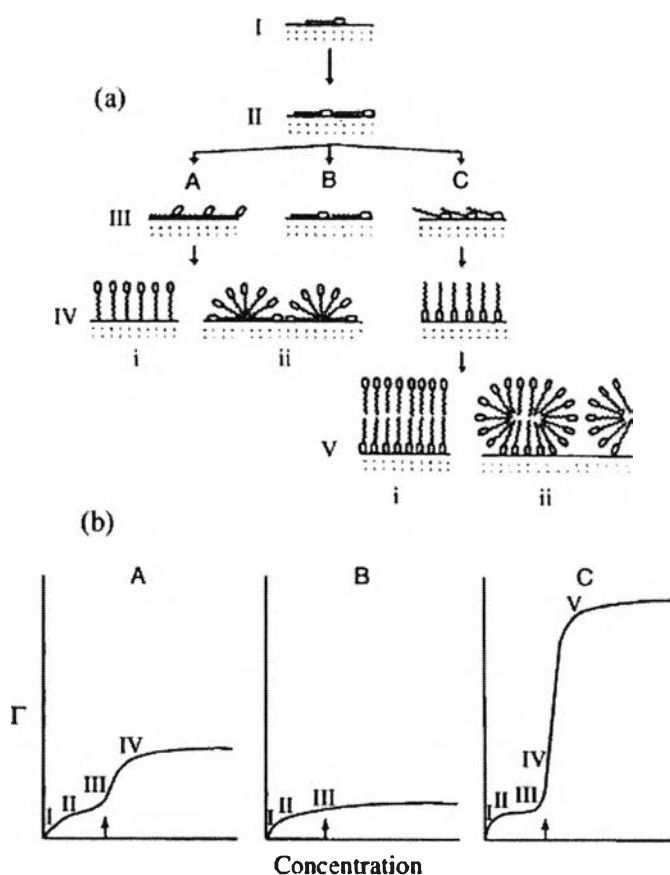 I
(a)
II
A B C
III
IV
i ii
V
i ii
(b)
A B C
Γ
I II III IV
I II III
I II III IV V
Concentration